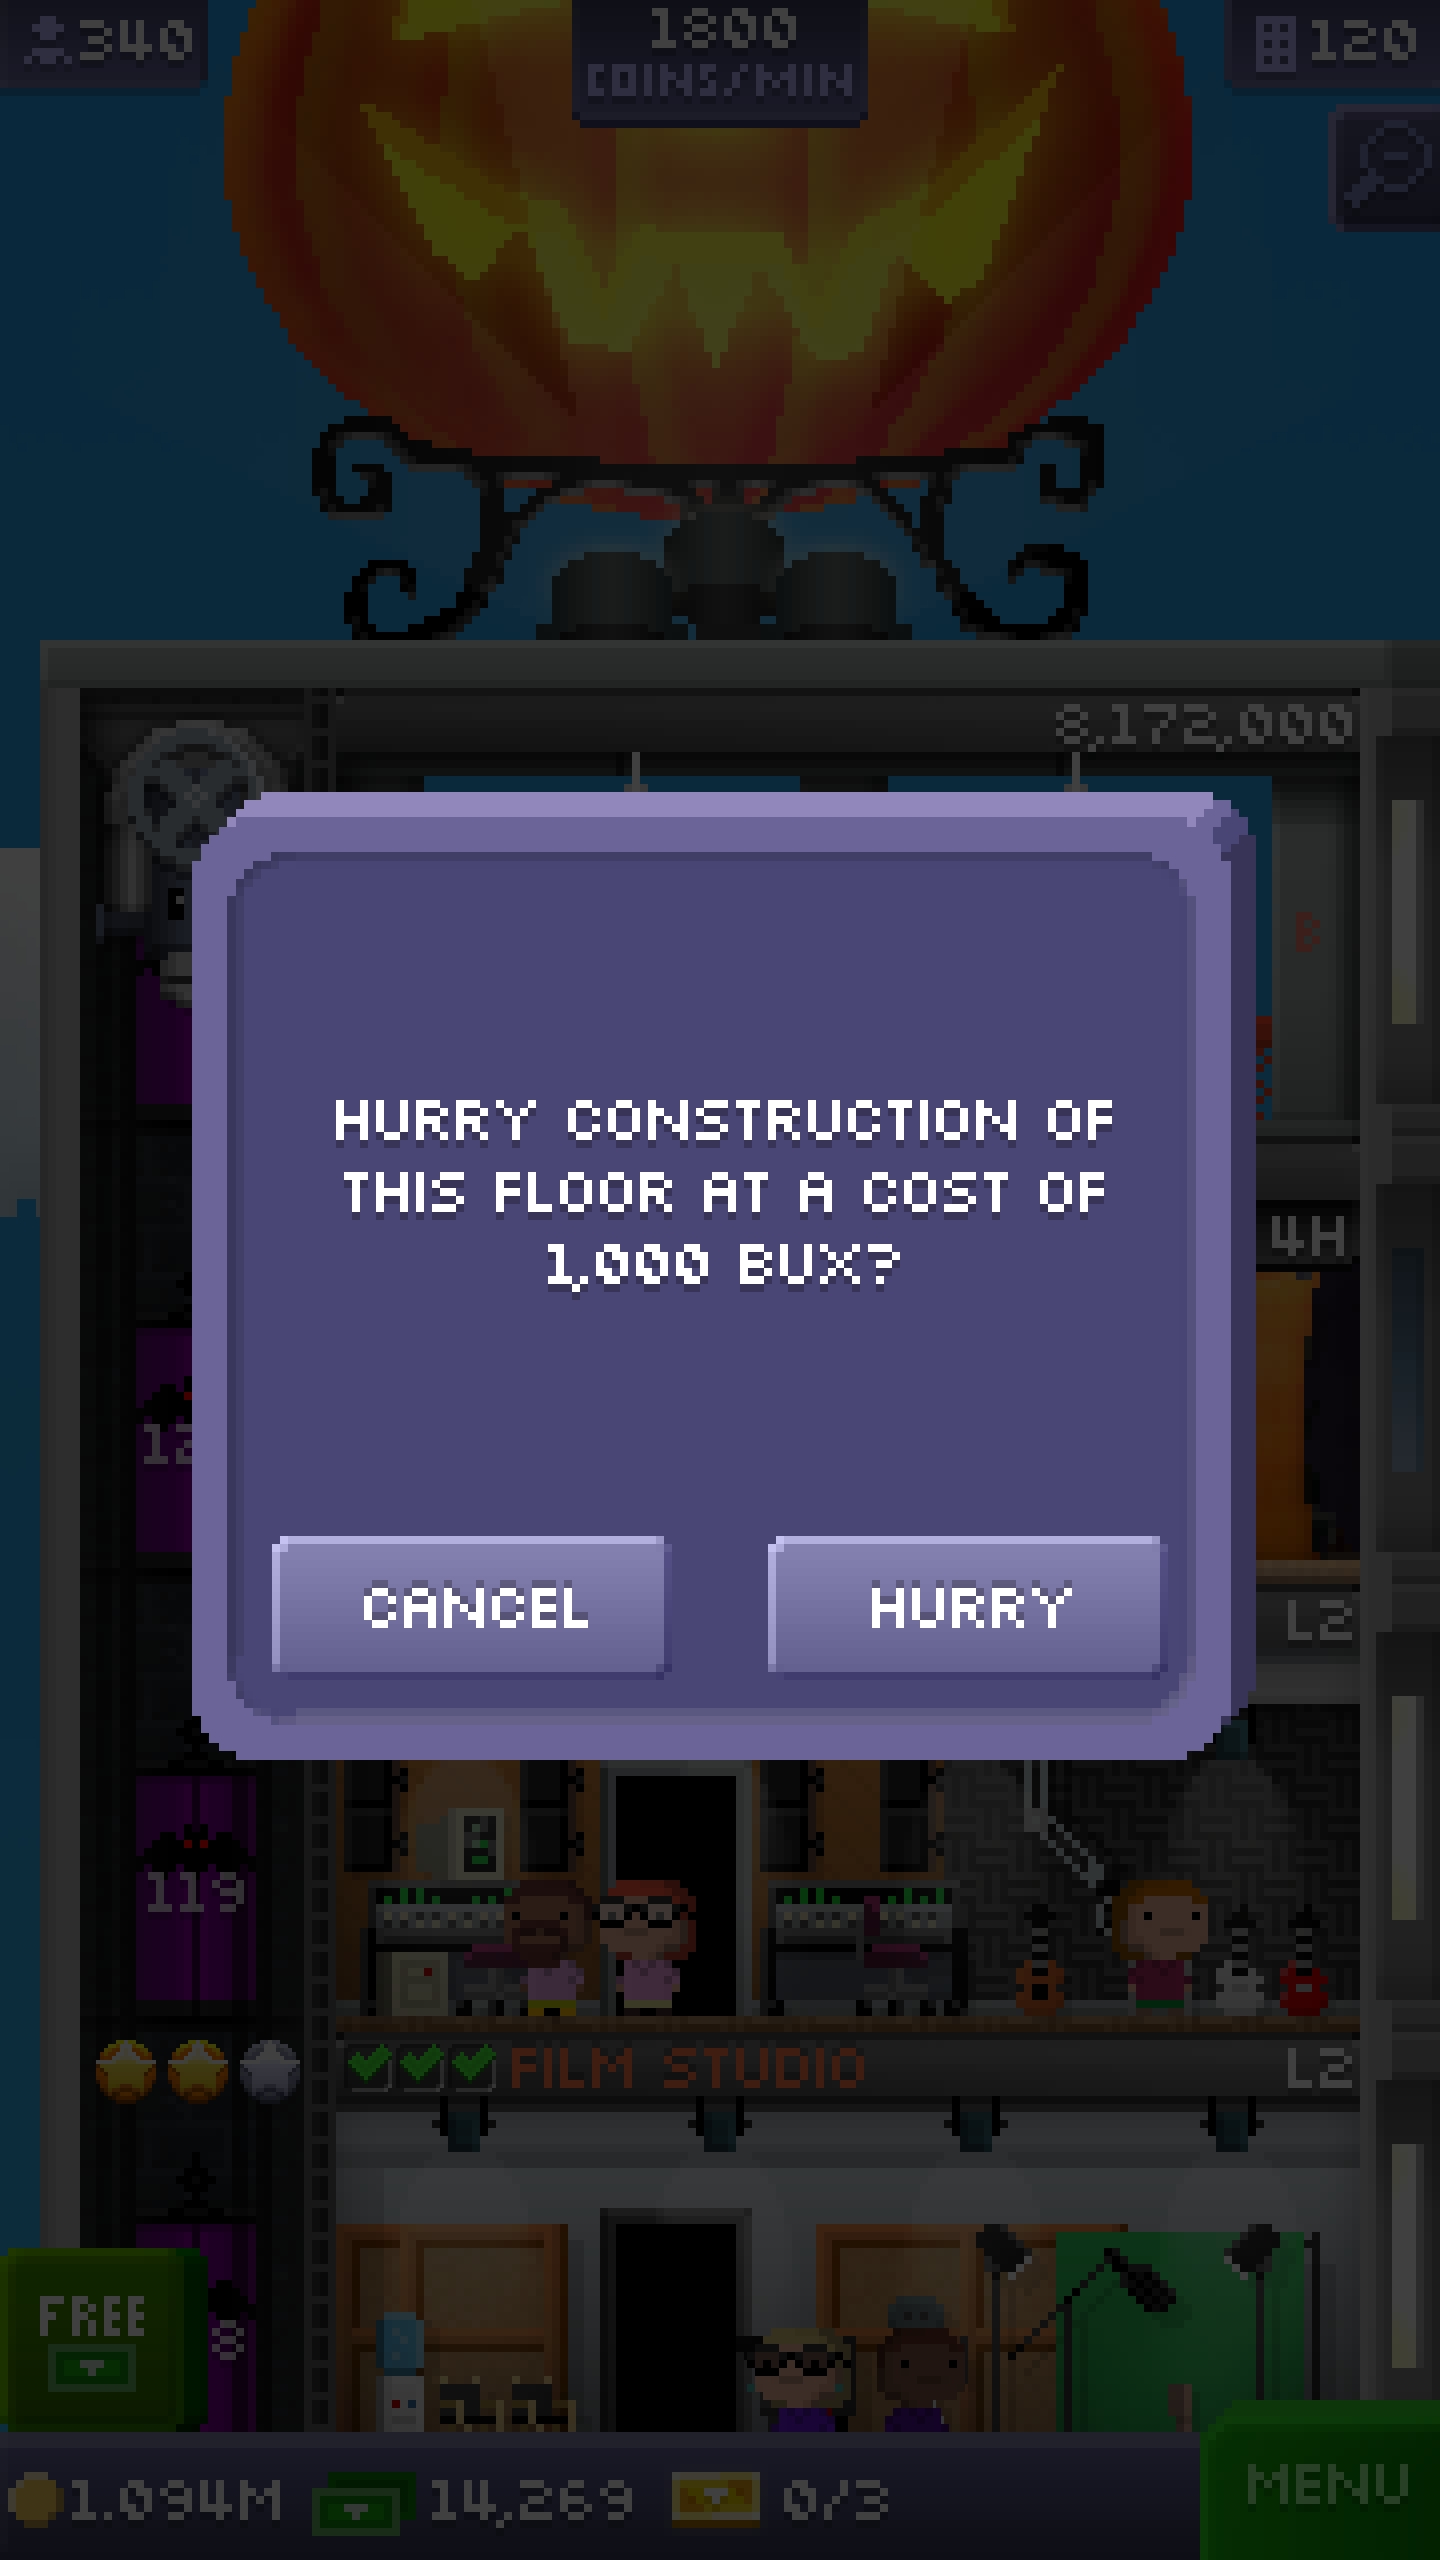 340
1800
COINS/MIN
120
8,172,000
B
4H
L2
119
FILM STUDIO
L2
FREE
8
1.094M
14,269
0/3
MENU
HURRY CONSTRUCTION OF
THIS FLOOR AT A COST OF
1,000 BUX?
CANCEL
HURRY